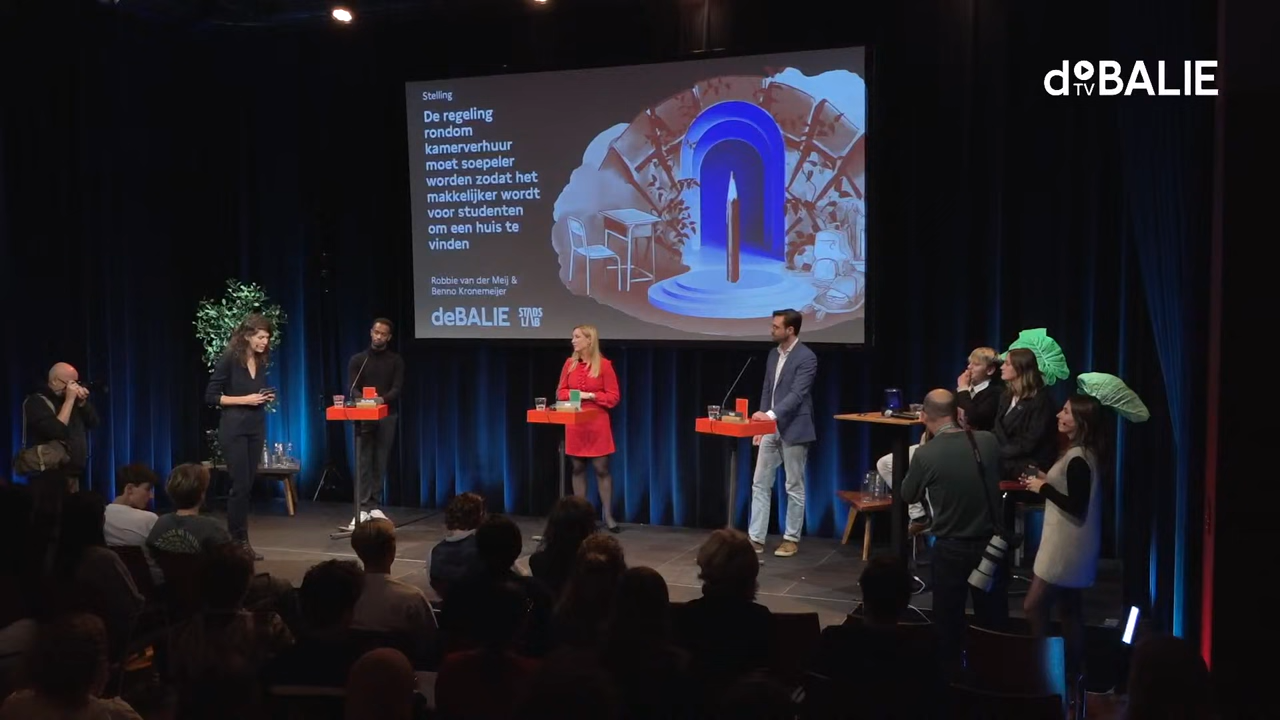 Stelling
De regeling
rondom
kamerverhuur
moet soepeler
worden zodat het
makkelijker wordt
voor studenten
om een huis te
vinden
Robbie van der Meij &
Benno Kronemeijer
deBALIE
STADS
LAB
deBALIE
TV